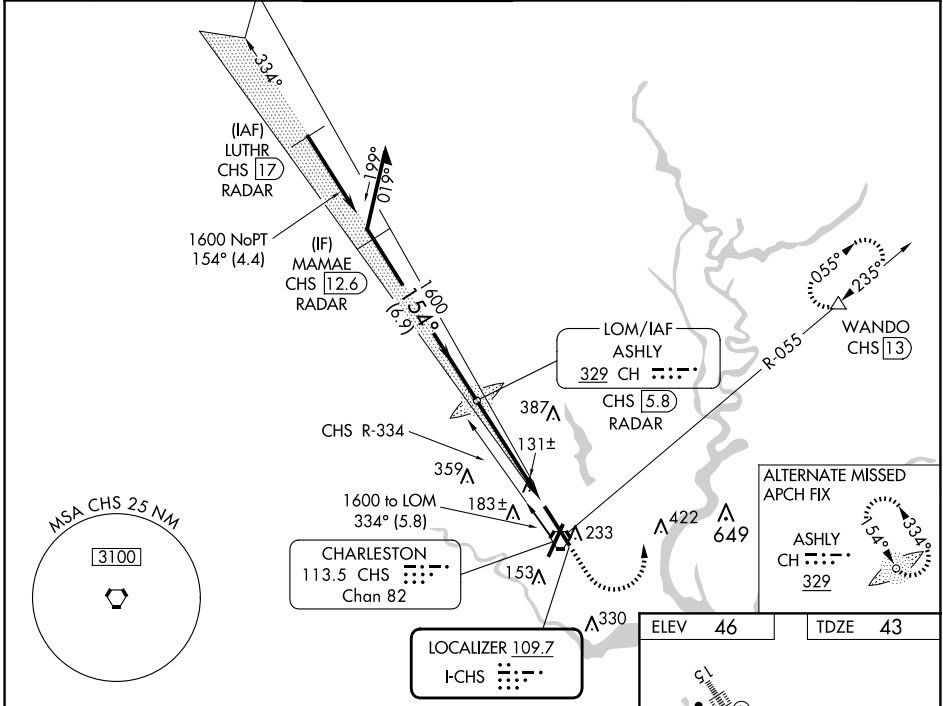 334°
(IAF)
LUTHR
CHS 17
RADAR
199°
019°
1600 NoPT
154° (4.4)
(IF)
MAMAE
CHS 12.6
RADAR
1600
154°
(6.9)
055°
235°
WANDO
CHS 13
R-055
LOM/IAF
ASHLY
329 CH
CHS 5.8
RADAR
387
CHS R-334
131±
359
1600 to LOM
334° (5.8)
183±
233
422
649
153
330
MSA CHS 25 NM
3100
CHARLESTON
113.5 CHS
Chan 82
LOCALIZER 109.7
I-CHS
ALTERNATE MISSED
APCH FIX
ASHLY
CH
329
154°
334°
ELEV 46
TDZE 43
15